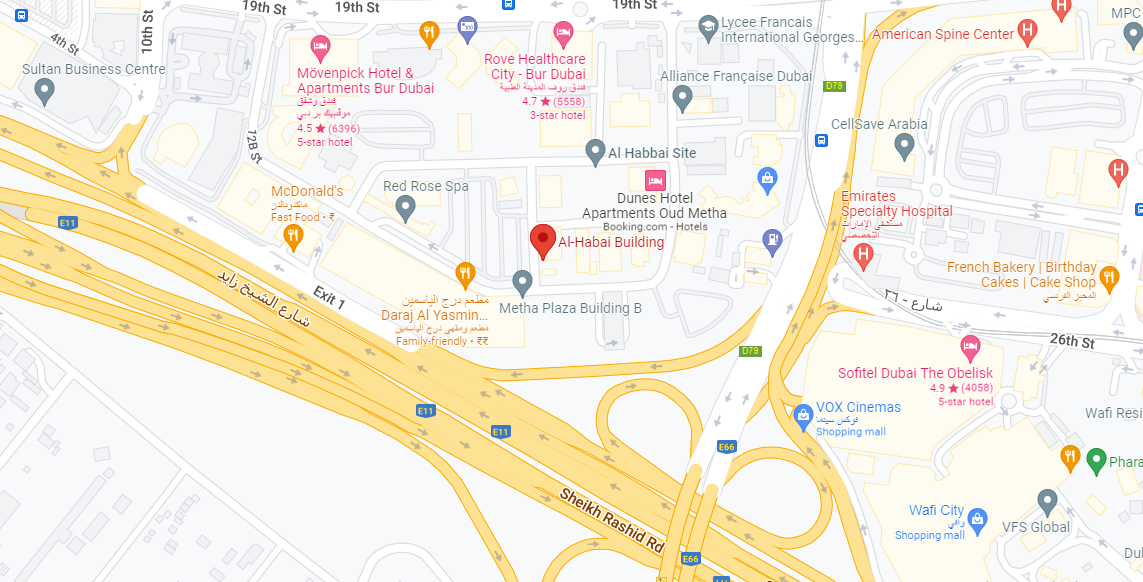 19th St
19th St
19th St
10th St
4th St
Sultan Business Centre
Mövenpick Hotel &
Apartments Bur Dubai
فندق وشقق
موڤنبيك بر دبي
4.5 ★ (6396)
5-star hotel
Rove Healthcare
City - Bur Dubai
فندق روف المدينة الطبية
4.7 ★ (5558)
3-star hotel
Lycee Francais
International Georges...
American Spine Center
MPC
Alliance Française Dubai
D79
CellSave Arabia
12B St
Al Habbai Site
McDonald's
ماكدونالدز
Fast Food • ₹
Red Rose Spa
Dunes Hotel
Apartments Oud Metha
Booking.com - Hotels
Emirates
Specialty Hospital
مستشفى الإمارات
التخصصي
E11
Al-Habai Building
French Bakery | Birthday
Cakes | Cake Shop
المخبز الفرنسي
شارع الشيخ زايد
Exit 1
مطعم درج الياسمين
Daraj Al Yasmin...
مطعم ومقهى درج الياسمين
Family-friendly • ₹₹
Metha Plaza Building B
شارع - ٢٦
26th St
D79
Sofitel Dubai The Obelisk
4.9 ★ (4058)
5-star hotel
E11
E11
VOX Cinemas
فوكس سينما
Shopping mall
Wafi Resi
E66
Phara
Sheikh Rashid Rd
Wafi City
وافي
Shopping mall
VFS Global
Dul
E66